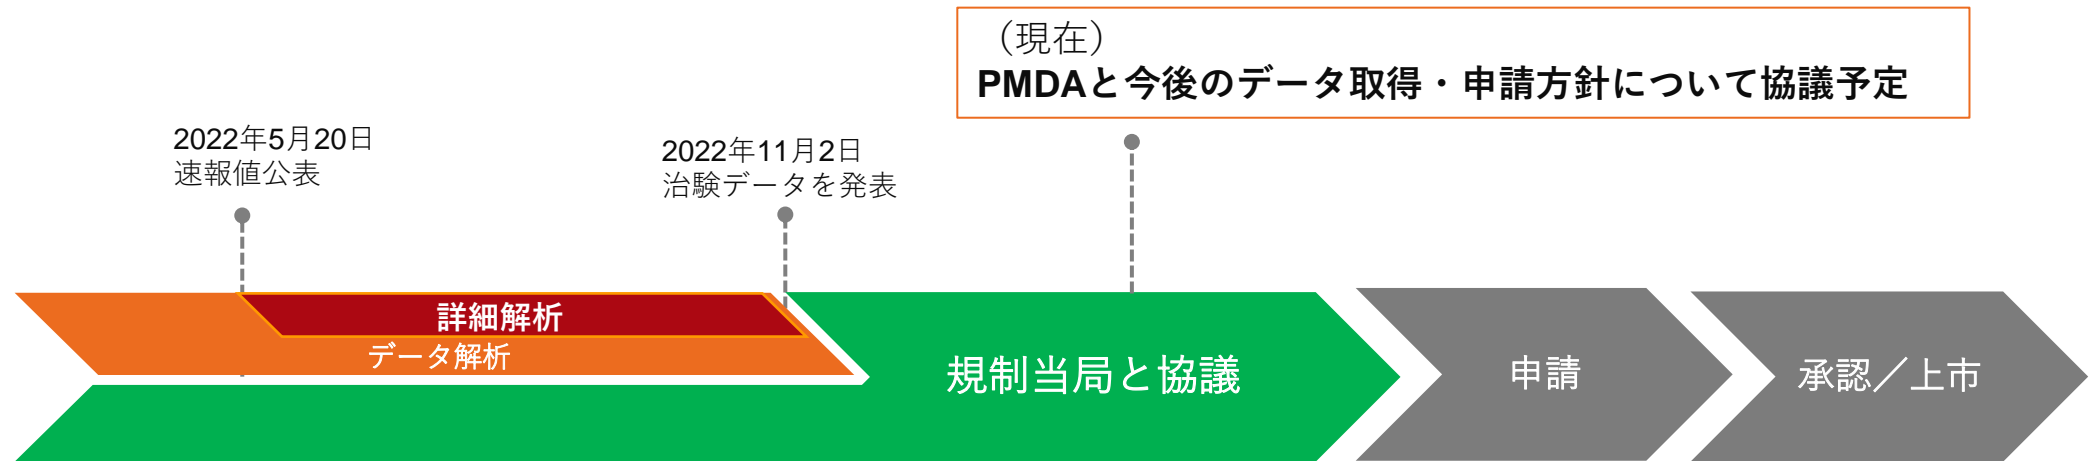 （現在）
PMDAと今後のデータ取得・申請方針について協議予定
2022年5月20日
速報値公表
2022年11月2日
治験データを発表
詳細解析
データ解析
規制当局と協議
申請
承認／上市